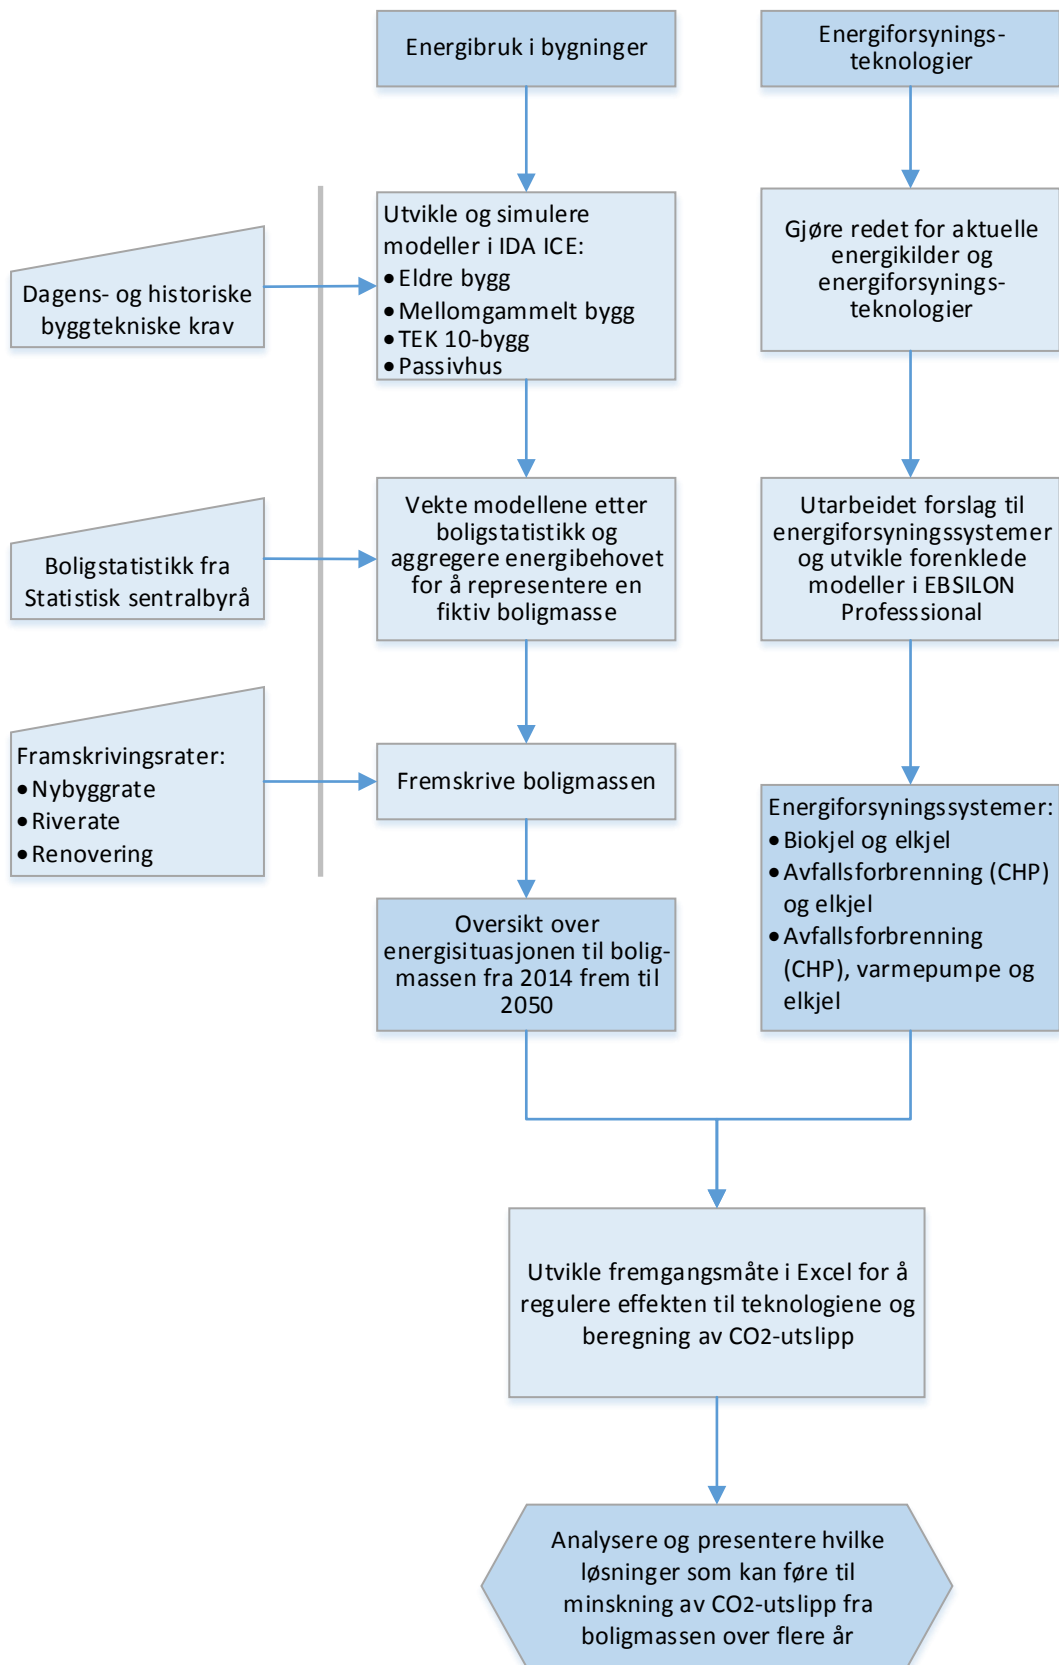 Energibruk i bygninger
Energiforsynings-
teknologier
Dagens- og historiske
byggtekniske krav
Utvikle og simulere
modeller i IDA ICE:
• Eldre bygg
• Mellomgammelt bygg
• TEK 10-bygg
• Passivhus
Gjøre redet for aktuelle
energikilder og
energiforsynings-
teknologier
Boligstatistikk fra
Statistisk sentralbyrå
Vekte modellene etter
boligstatistikk og
aggregere energibehovet
for å representere en
fiktiv boligmasse
Utarbeidet forslag til
energiforsyningssystemer
og utvikle forenklede
modeller i EBSILON
Professsional
Framskrivingsrater:
• Nybyggrate
• Riverate
• Renovering
Fremskrive boligmassen
Energiforsyningssystemer:
• Biokjel og elkjel
• Avfallsforbrenning (CHP)
og elkjel
• Avfallsforbrenning
(CHP), varmepumpe og
elkjel
Oversikt over
energisituasjonen til bolig-
massen fra 2014 frem til
2050
Utvikle fremgangsmåte i Excel for å
regulere effekten til teknologiene og
beregning av CO2-utslipp
Analysere og presentere hvilke
løsninger som kan føre til
minskning av CO2-utslipp fra
boligmassen over flere år